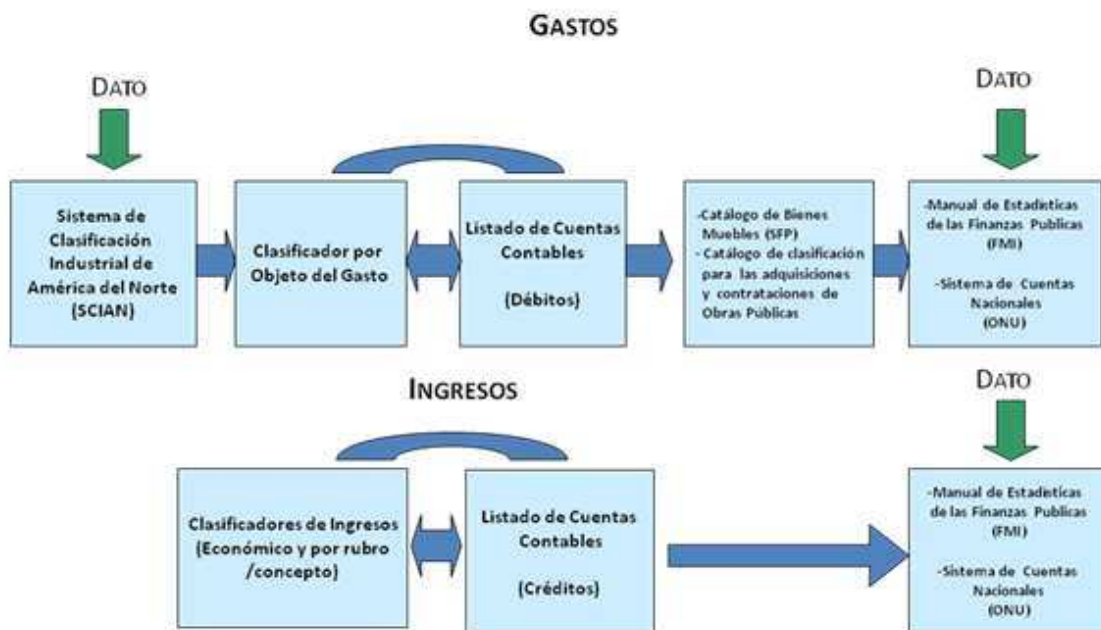 GASTOS
DATO
DATO
Sistema de
Clasificación
Industrial de
América del Norte
(SCIAN)
Clasificador por
Objeto del Gasto
Listado de Cuentas
Contables
(Débitos)
-Catálogo de Bienes
Muebles (SFP)
- Catálogo de clasificación
para las adquisiciones
y contrataciones de
Obras Públicas
-Manual de Estadísticas
de las Finanzas Publicas
(FMI)
-Sistema de Cuentas
Nacionales
(ONU)
INGRESOS
DATO
Clasificadores de Ingresos
(Económico y por rubro
/concepto)
Listado de Cuentas
Contables
(Créditos)
-Manual de Estadísticas
de las Finanzas Publicas
(FMI)
-Sistema de Cuentas
Nacionales
(ONU)